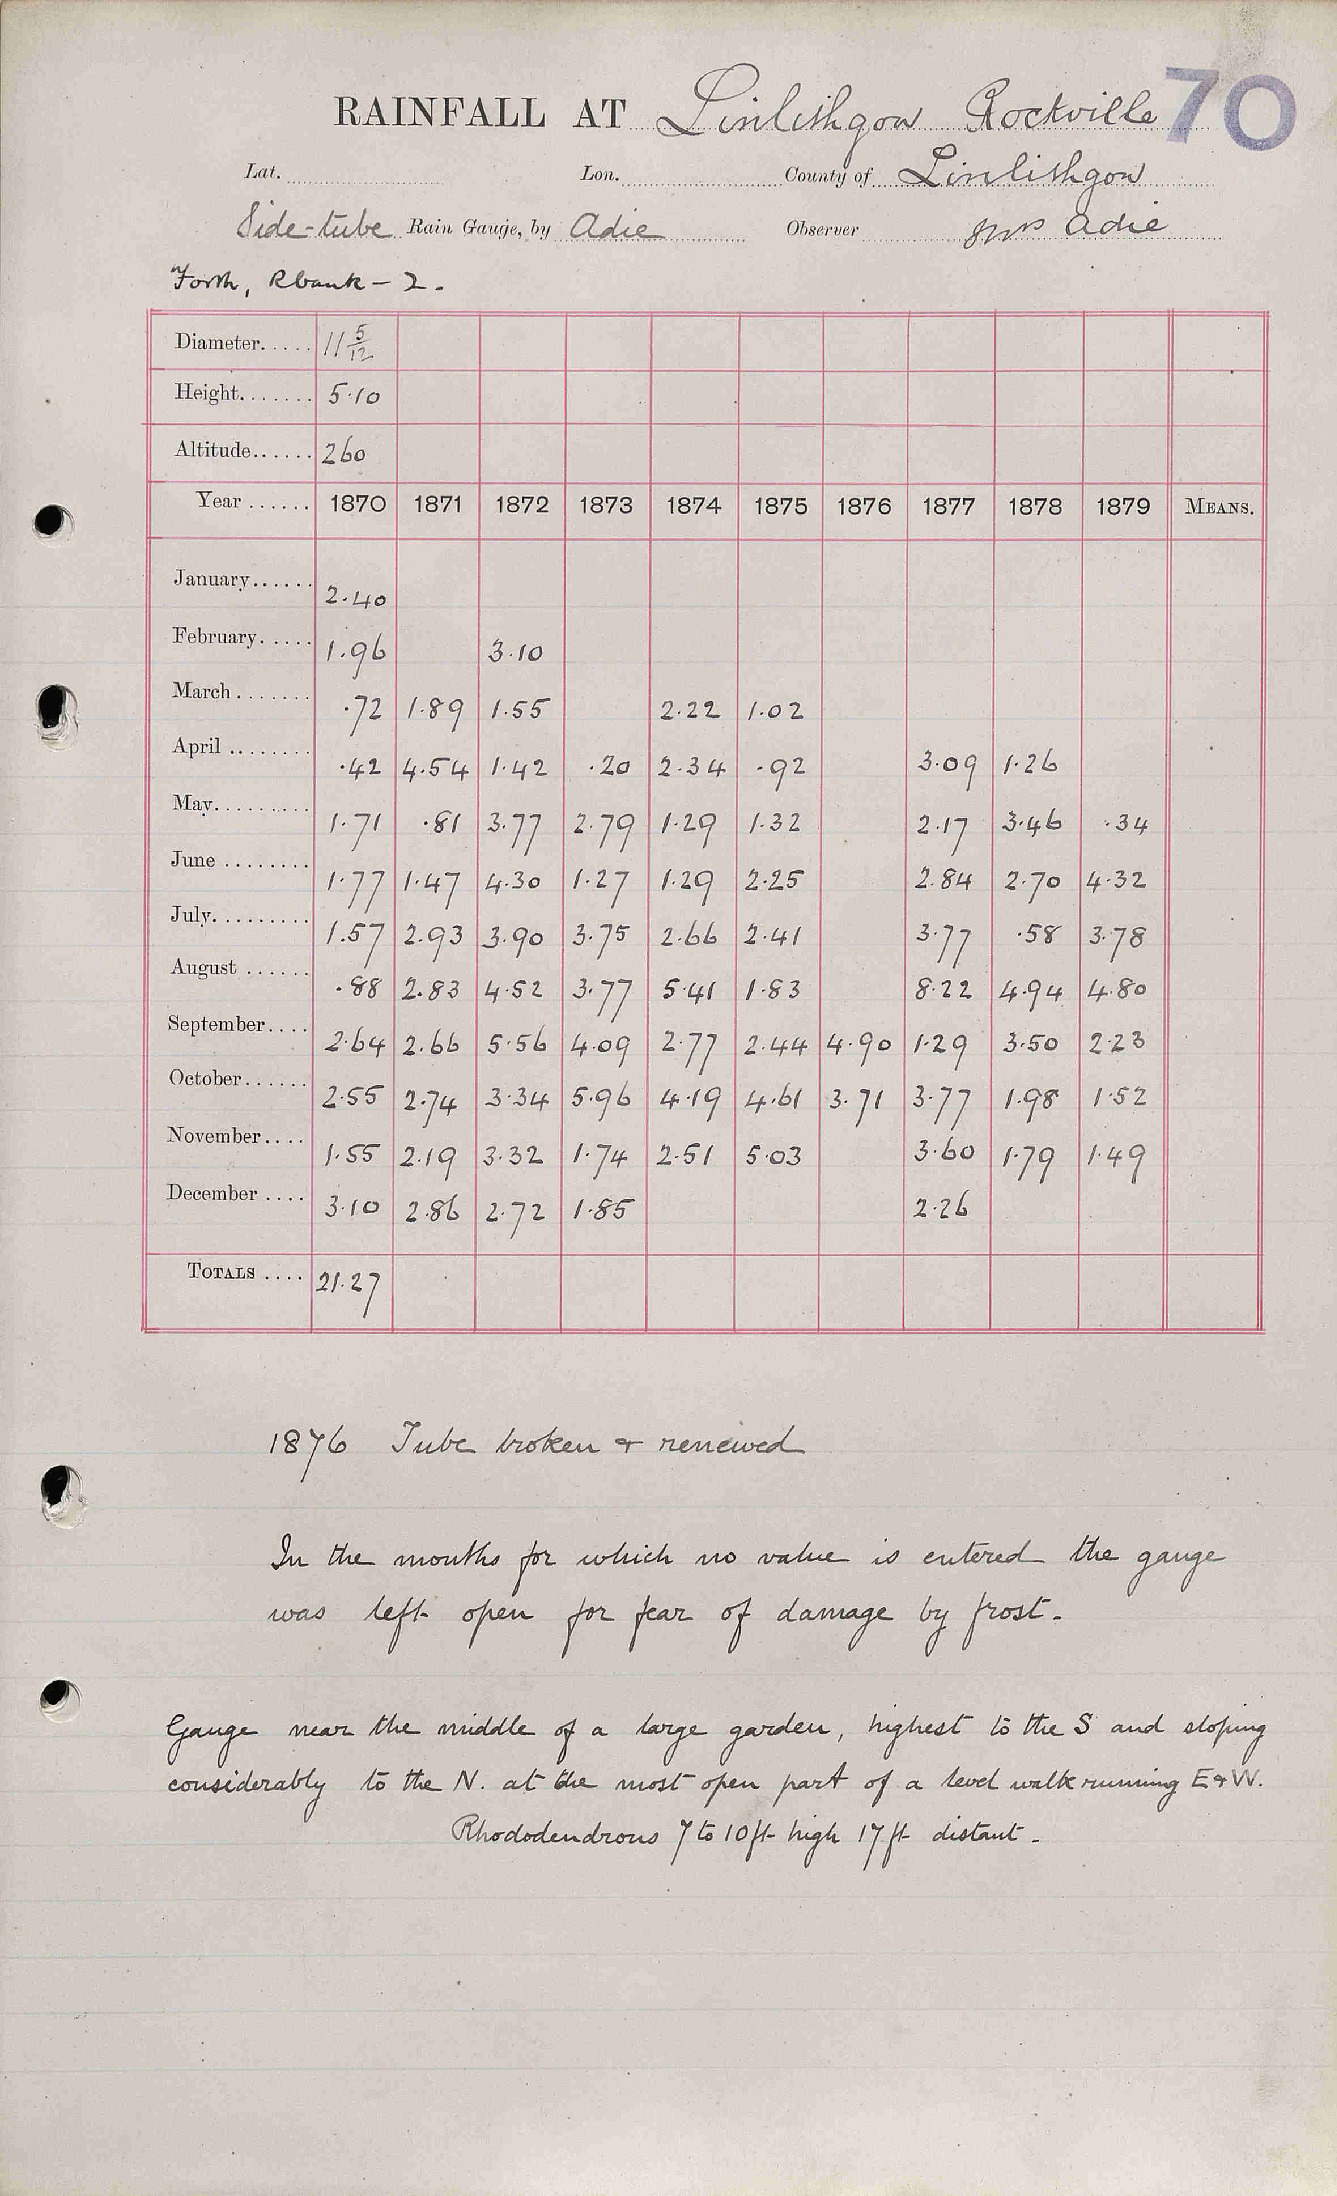 70
RAINFALL AT Linlithgow Rockville
Lat. Lon. County of Linlithgow
Side-tube Rain Gauge, by Adie Observer Mrs Adie
Forth, Rbank - 2.
Diameter..... 11 5/12
Height....... 5.10
Altitude...... 260
Year ...... 1870 1871 1872 1873 1874 1875 1876 1877 1878 1879 MEANS.
January...... 2.40
February..... 1.96 3.10
March ....... .72 1.89 1.55 2.22 1.02
April ........ .42 4.54 1.42 .20 2.34 .92 3.09 1.26
May.......... 1.71 .81 3.77 2.79 1.29 1.32 2.17 3.46 .34
June ........ 1.77 1.47 4.30 1.27 1.29 2.25 2.84 2.70 4.32
July.......... 1.57 2.93 3.90 3.75 2.66 2.41 3.77 .58 3.78
August ...... .88 2.83 4.52 3.77 5.41 1.83 8.22 4.94 4.80
September.... 2.64 2.66 5.56 4.09 2.77 2.44 4.90 1.29 3.50 2.23
October...... 2.55 2.74 3.34 5.96 4.19 4.61 3.71 3.77 1.98 1.52
November.... 1.55 2.19 3.32 1.74 2.51 5.03 3.60 1.79 1.49
December .... 3.10 2.86 2.72 1.85 2.26
TOTALS .... 21.27
1876 Tube broken & renewed
In the months for which no value is entered the gauge
was left open for fear of damage by frost.
Gauge near the middle of a large garden, highest to the S and sloping
considerably to the N. at the most open part of a level walk running E & W.
Rhododendrons 7 to 10 ft high 17 ft distant.